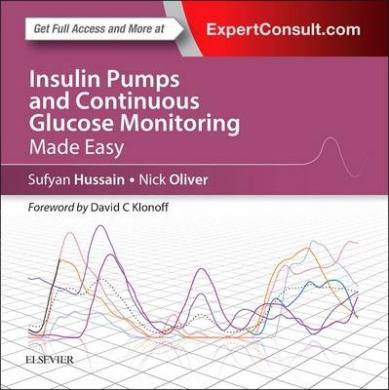 Get Full Access and More at
ExpertConsult.com
Insulin Pumps
and Continuous
Glucose Monitoring
Made Easy
Sufyan Hussain • Nick Oliver
Foreword by David C Klonoff
ELSEVIER